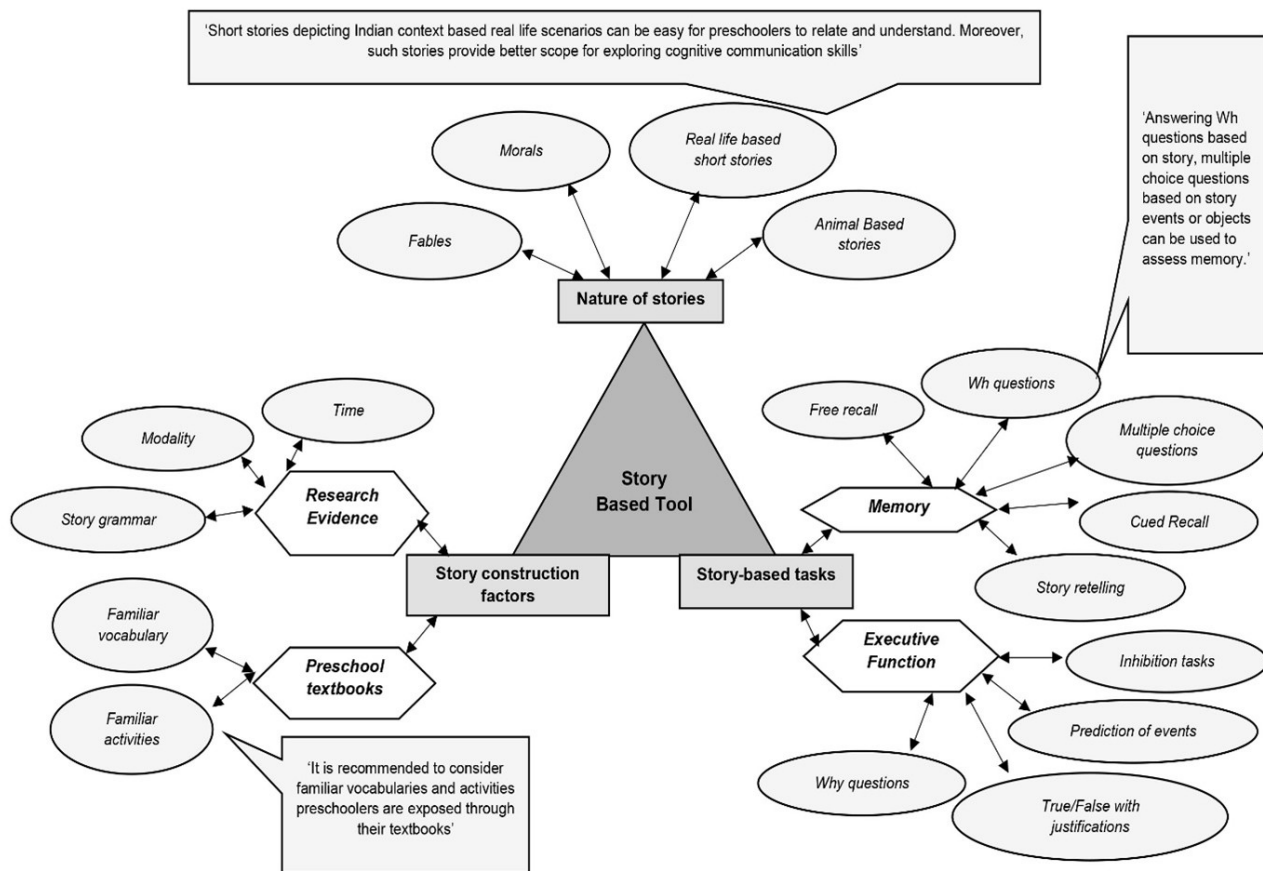 ‘Short stories depicting Indian context based real life scenarios can be easy for preschoolers to relate and understand. Moreover,
such stories provide better scope for exploring cognitive communication skills’
‘Answering Wh
questions based
on story, multiple
choice questions
based on story
events or objects
can be used to
assess memory.’
Morals
Real life based
short stories
Fables
Animal Based
stories
Nature of stories
Time
Modality
Story grammar
Research
Evidence
Story
Based Tool
Free recall
Wh questions
Multiple choice
questions
Memory
Cued Recall
Story retelling
Story construction
factors
Story-based tasks
Familiar
vocabulary
Preschool
textbooks
Familiar
activities
Executive
Function
Inhibition tasks
Prediction of events
Why questions
True/False with
justifications
‘It is recommended to consider
familiar vocabularies and activities
preschoolers are exposed through
their textbooks’